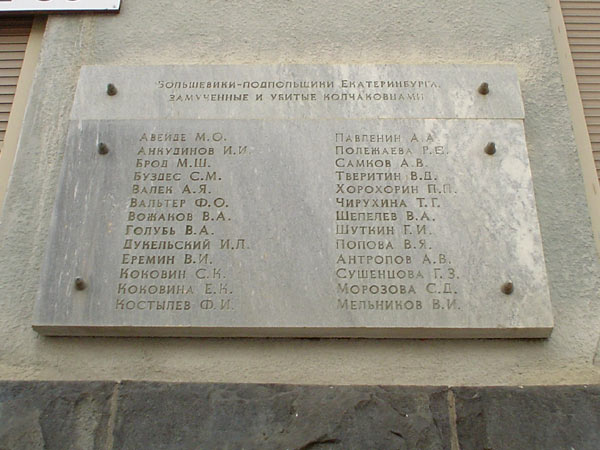 Большевики-подпольщики Екатеринбурга,
замученные и убитые колчаковцами
Авейде М.О.
Анкудинов И.И.
Брод М.Ш.
Буздес С.М.
Валек А.Я.
Вальтер Ф.О.
Вожаков В.А.
Голубь В.А.
Дукельский И.Л.
Еремин В.И.
Коковин С.К.
Коковина Е.К.
Костылев Ф.И.
Павленин А.А.
Полежаева Р.Е.
Самков А.В.
Тверитин В.Д.
Хорохорин П.П.
Чирухина Т.Г.
Шепелев В.А.
Шуткин Г.И.
Попова В.Я.
Антропов А.В.
Сушенцова Г.З.
Морозова С.Д.
Мельников В.И.